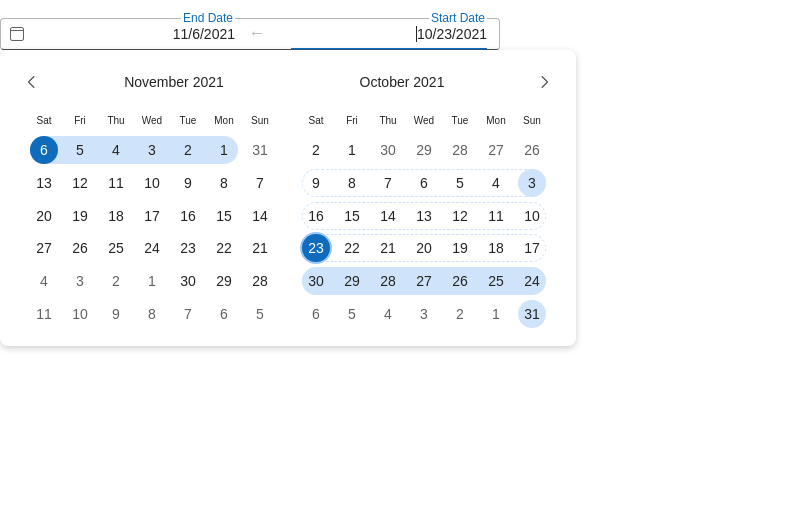 End Date Start Date
11/6/2021 ← 10/23/2021
November 2021 October 2021
Sat Fri Thu Wed Tue Mon Sun Sat Fri Thu Wed Tue Mon Sun
6 5 4 3 2 1 31 2 1 30 29 28 27 26
13 12 11 10 9 8 7 9 8 7 6 5 4 3
20 19 18 17 16 15 14 16 15 14 13 12 11 10
27 26 25 24 23 22 21 23 22 21 20 19 18 17
4 3 2 1 30 29 28 30 29 28 27 26 25 24
11 10 9 8 7 6 5 6 5 4 3 2 1 31